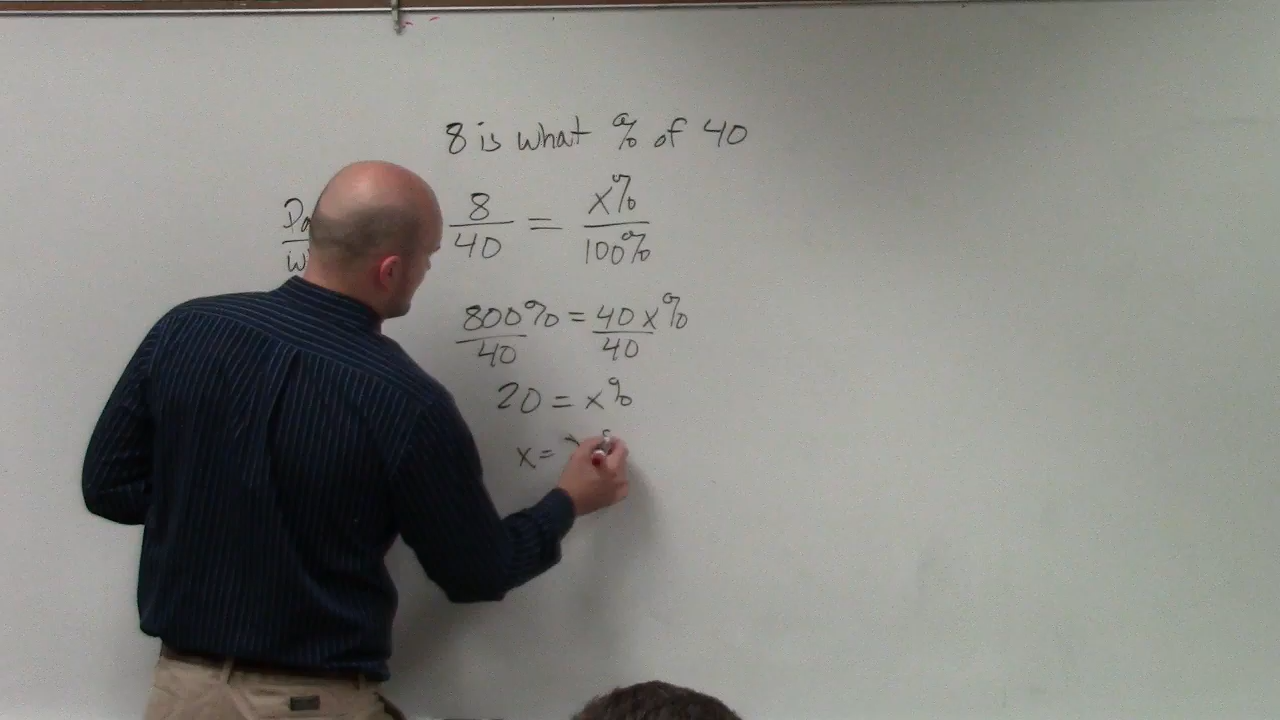 8 is what % of 40
8/40 = x%/100%
800%/40 = 40x%/40
20 = x%
x =